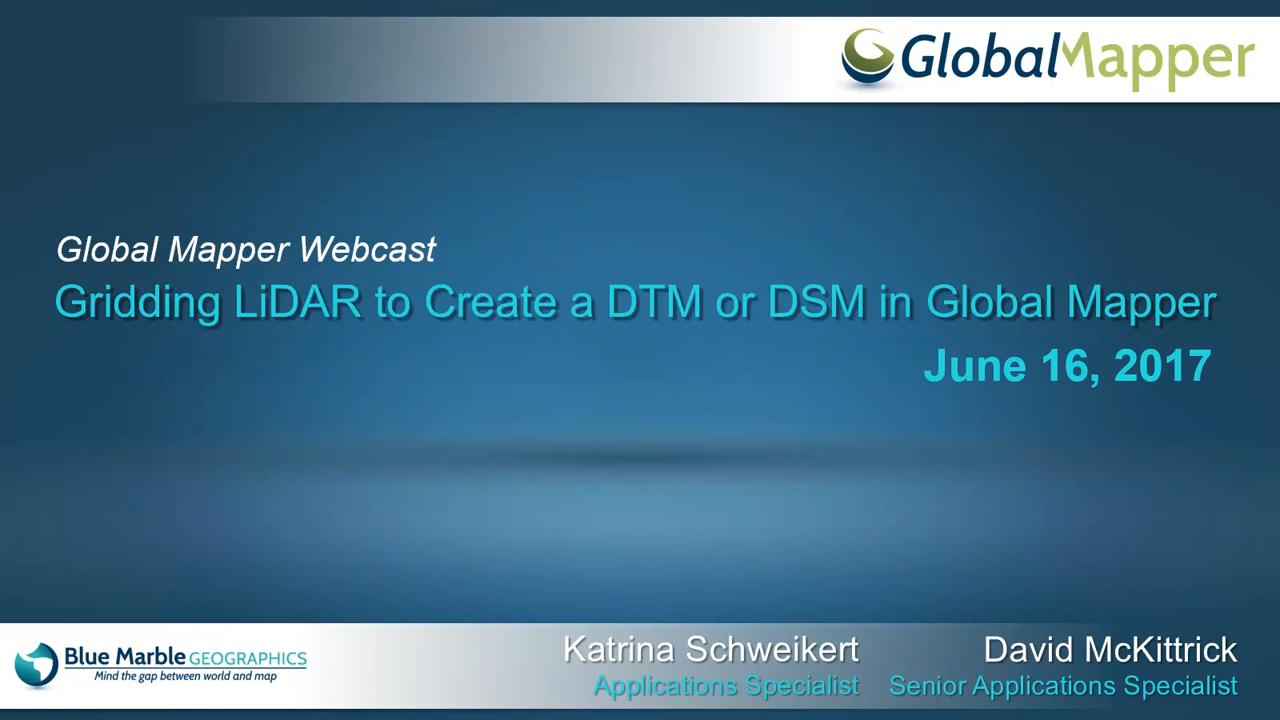 GlobalMapper
Global Mapper Webcast
Gridding LiDAR to Create a DTM or DSM in Global Mapper
June 16, 2017
Blue Marble GEOGRAPHICS
Mind the gap between world and map
Katrina Schweikert
Applications Specialist
David McKittrick
Senior Applications Specialist